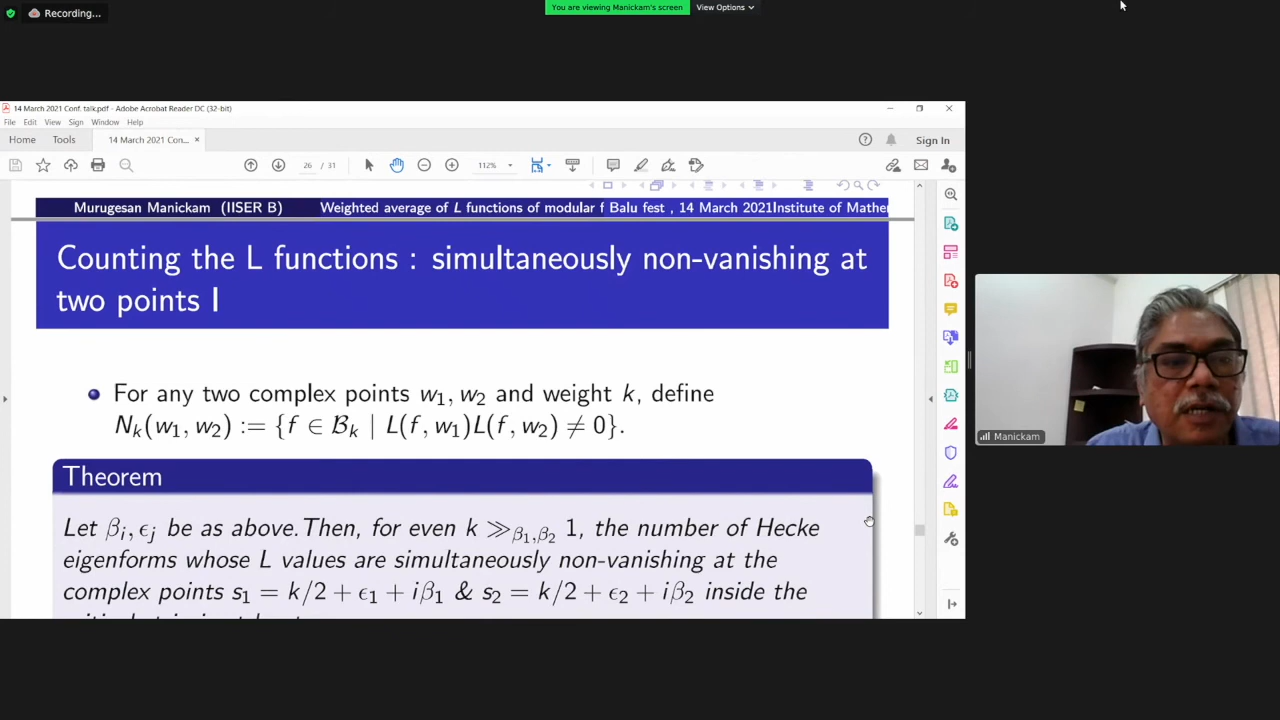 Recording...
You are viewing Manickam's screen
View Options
14 March 2021 Conf. talk.pdf - Adobe Acrobat Reader DC (32-bit)
File Edit View Sign Window Help
Home Tools 14 March 2021 Con... × Sign In
26 / 31 112%
Murugesan Manickam (IISER B) Weighted average of L functions of modular f Balu fest , 14 March 2021Institute of Mathe
Counting the L functions : simultaneously non-vanishing at
two points I
For any two complex points w₁, w₂ and weight k, define
Nₖ(w₁, w₂) := {f ∈ ℬₖ | L(f, w₁)L(f, w₂) ≠ 0}.
Theorem
Let βᵢ, ϵⱼ be as above.Then, for even k ≫_{β₁,β₂} 1, the number of Hecke
eigenforms whose L values are simultaneously non-vanishing at the
complex points s₁ = k/2 + ϵ₁ + iβ₁ & s₂ = k/2 + ϵ₂ + iβ₂ inside the
Manickam